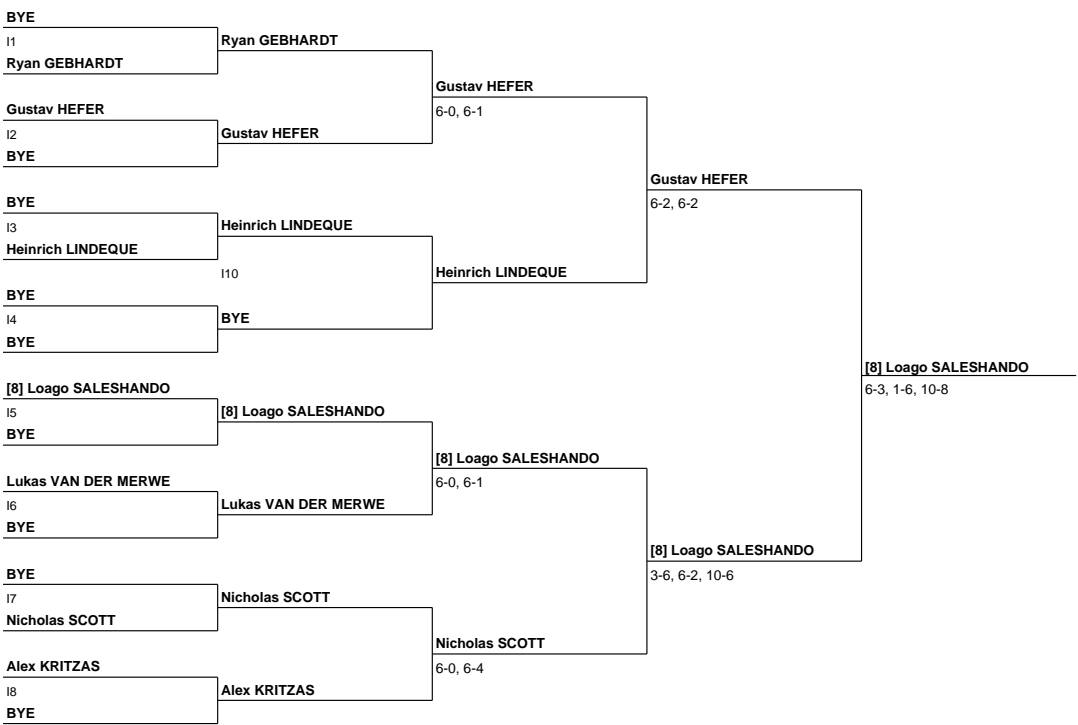 BYE
I1
Ryan GEBHARDT
Ryan GEBHARDT
Gustav HEFER
6-0, 6-1
Gustav HEFER
I2
BYE
Gustav HEFER
Gustav HEFER
6-2, 6-2
BYE
I3
Heinrich LINDEQUE
Heinrich LINDEQUE
I10
Heinrich LINDEQUE
BYE
I4
BYE
BYE
[8] Loago SALESHANDO
6-3, 1-6, 10-8
[8] Loago SALESHANDO
I5
BYE
[8] Loago SALESHANDO
[8] Loago SALESHANDO
6-0, 6-1
Lukas VAN DER MERWE
I6
BYE
Lukas VAN DER MERWE
[8] Loago SALESHANDO
3-6, 6-2, 10-6
BYE
I7
Nicholas SCOTT
Nicholas SCOTT
Nicholas SCOTT
6-0, 6-4
Alex KRITZAS
I8
BYE
Alex KRITZAS